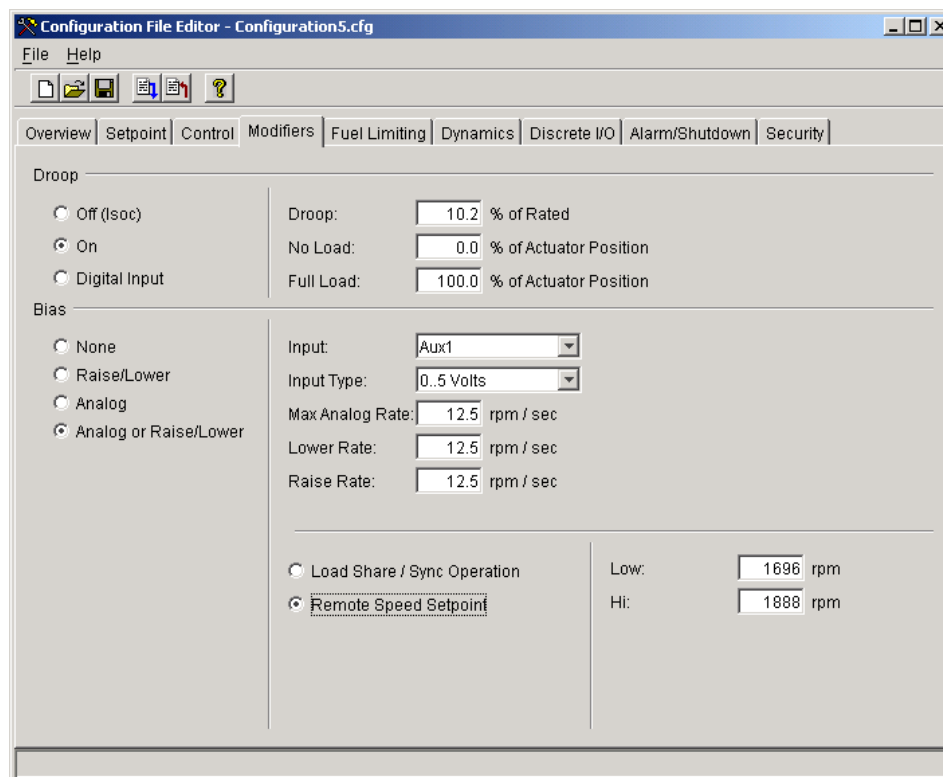 Configuration File Editor - Configuration5.cfg
File Help
Overview Setpoint Control Modifiers Fuel Limiting Dynamics Discrete I/O Alarm/Shutdown Security
Droop
Off (Isoc)
On
Digital Input
Droop: 10.2 % of Rated
No Load: 0.0 % of Actuator Position
Full Load: 100.0 % of Actuator Position
Bias
None
Raise/Lower
Analog
Analog or Raise/Lower
Input: Aux1
Input Type: 0..5 Volts
Max Analog Rate: 12.5 rpm / sec
Lower Rate: 12.5 rpm / sec
Raise Rate: 12.5 rpm / sec
Load Share / Sync Operation
Remote Speed Setpoint
Low: 1696 rpm
Hi: 1888 rpm